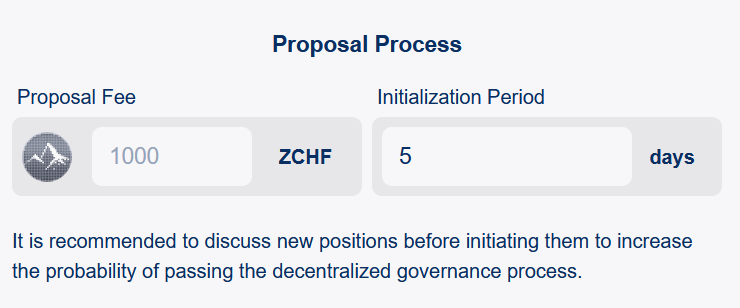 Proposal Process
Proposal Fee
Initialization Period
1000 ZCHF
5 days
It is recommended to discuss new positions before initiating them to increase
the probability of passing the decentralized governance process.